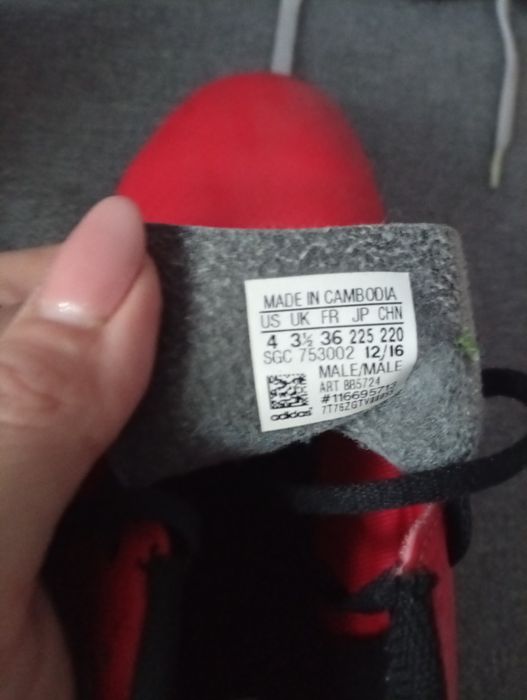 MADE IN CAMBODIA
US UK FR JP CHN
4 3½ 36 225 220
SGC 753002 12/16
MALE/MALE
ART BB5724
#116695713
adidas